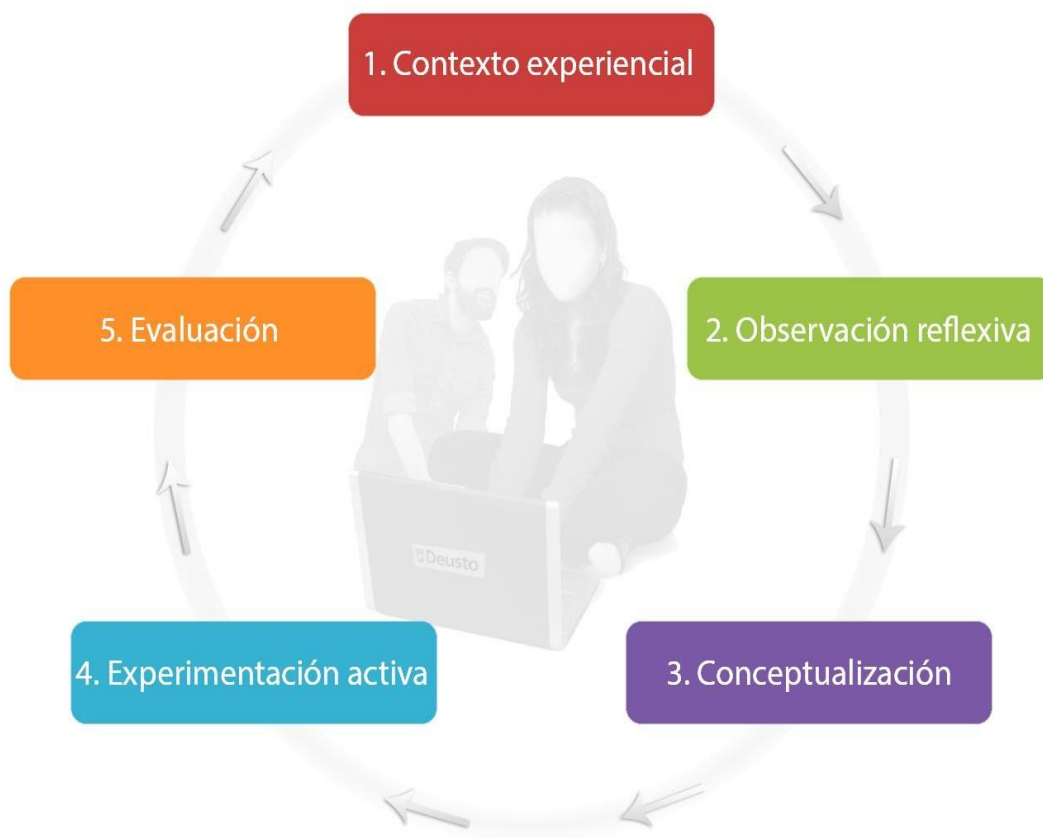 1. Contexto experiencial
5. Evaluación
2. Observación reflexiva
Deusto
4. Experimentación activa
3. Conceptualización